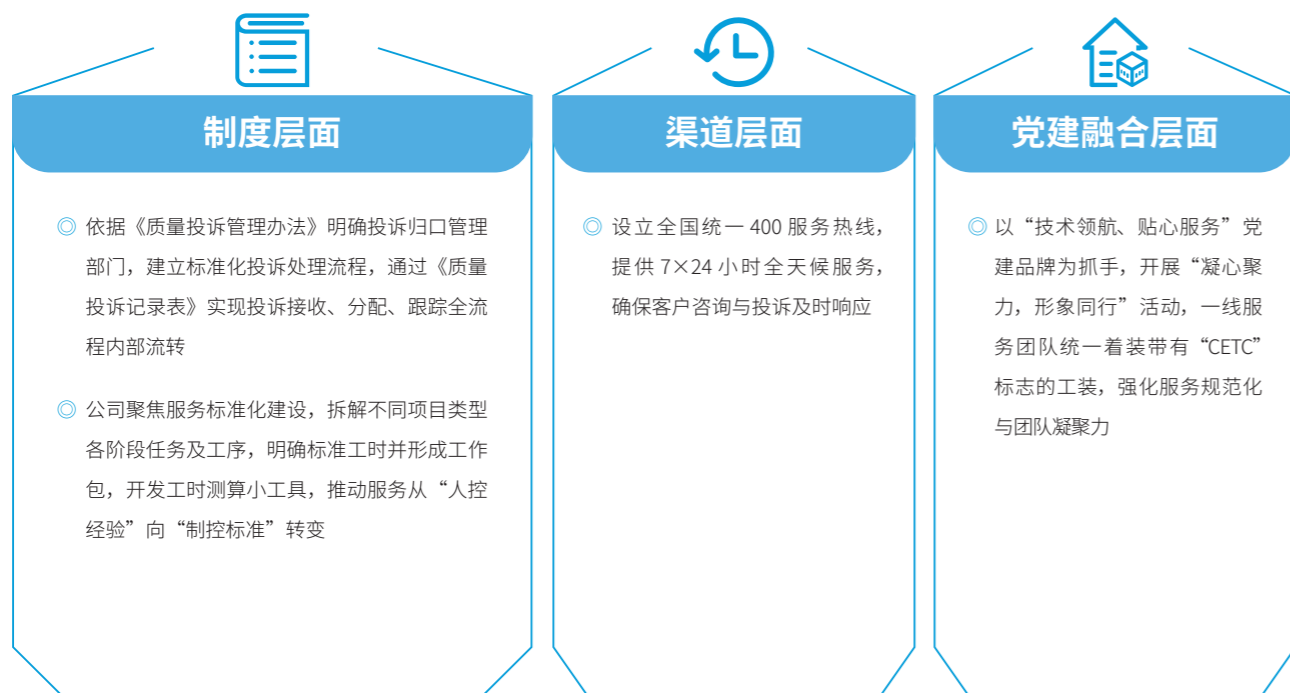 制度层面
◎ 依据《质量投诉管理办法》明确投诉归口管理
部门，建立标准化投诉处理流程，通过《质量
投诉记录表》实现投诉接收、分配、跟踪全流
程内部流转
◎ 公司聚焦服务标准化建设，拆解不同项目类型
各阶段任务及工序，明确标准工时并形成工作
包，开发工时测算小工具，推动服务从“人控
经验”向“制控标准”转变
渠道层面
◎ 设立全国统一 400 服务热线，
提供 7×24 小时全天候服务，
确保客户咨询与投诉及时响应
党建融合层面
◎ 以“技术领航、贴心服务”党
建品牌为抓手，开展“凝心聚
力，形象同行”活动，一线服
务团队统一着装带有“CETC”
标志的工装，强化服务规范化
与团队凝聚力